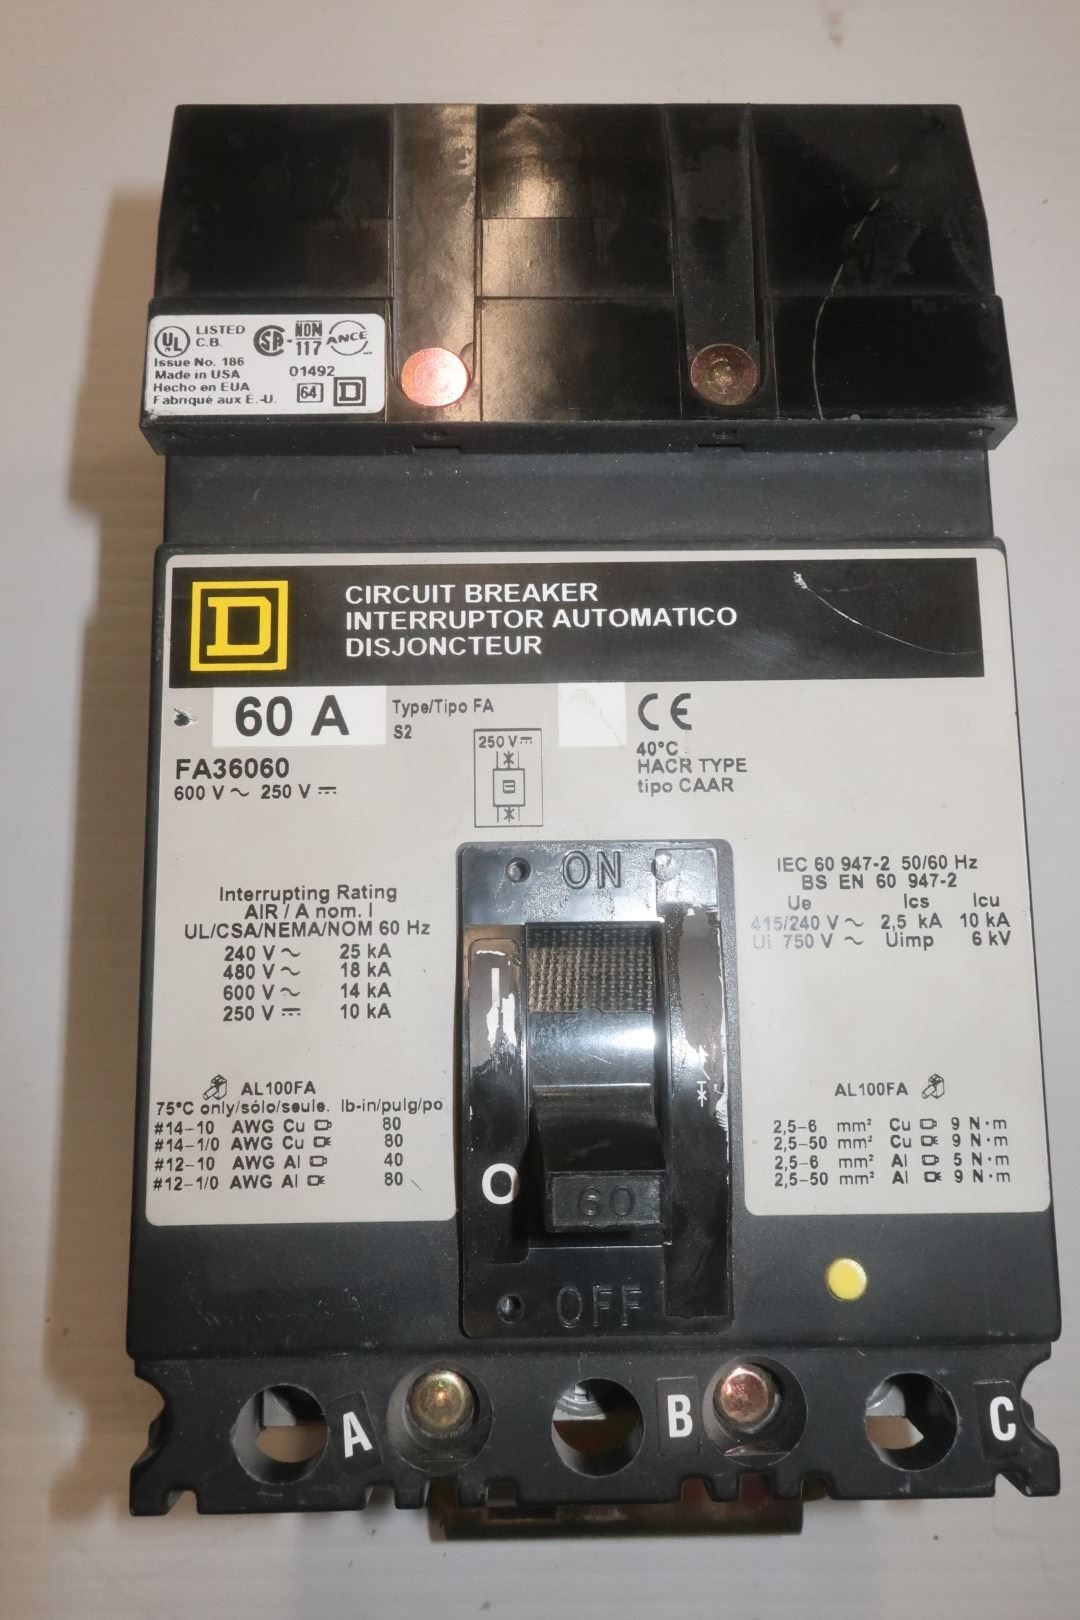 UL LISTED C.B. SA NOM 117 ANCE
Issue No. 186
Made in USA 01492
Hecho en EUA
Fabriqué aux E.-U. 64 D
D
CIRCUIT BREAKER
INTERRUPTOR AUTOMATICO
DISJONCTEUR
60 A
Type/Tipo FA
S2
CE
FA36060
600 V ~ 250 V ⎓
250 V ⎓
40°C
HACR TYPE
tipo CAAR
Interrupting Rating
AIR / A nom. I
UL/CSA/NEMA/NOM 60 Hz
240 V ~ 25 kA
480 V ~ 18 kA
600 V ~ 14 kA
250 V ⎓ 10 kA
AL100FA
75°C only/sólo/seule. lb-in/pulg/po
#14-10 AWG Cu 80
#14-1/0 AWG Cu 80
#12-10 AWG Al 40
#12-1/0 AWG Al 80
ON
I
O
60
OFF
IEC 60 947-2 50/60 Hz
BS EN 60 947-2
Ue Ics Icu
415/240 V ~ 2,5 kA 10 kA
Ui 750 V ~ Uimp 6 kV
AL100FA
2,5-6 mm² Cu 9 N·m
2,5-50 mm² Cu 9 N·m
2,5-6 mm² Al 5 N·m
2,5-50 mm² Al 9 N·m
A
B
C